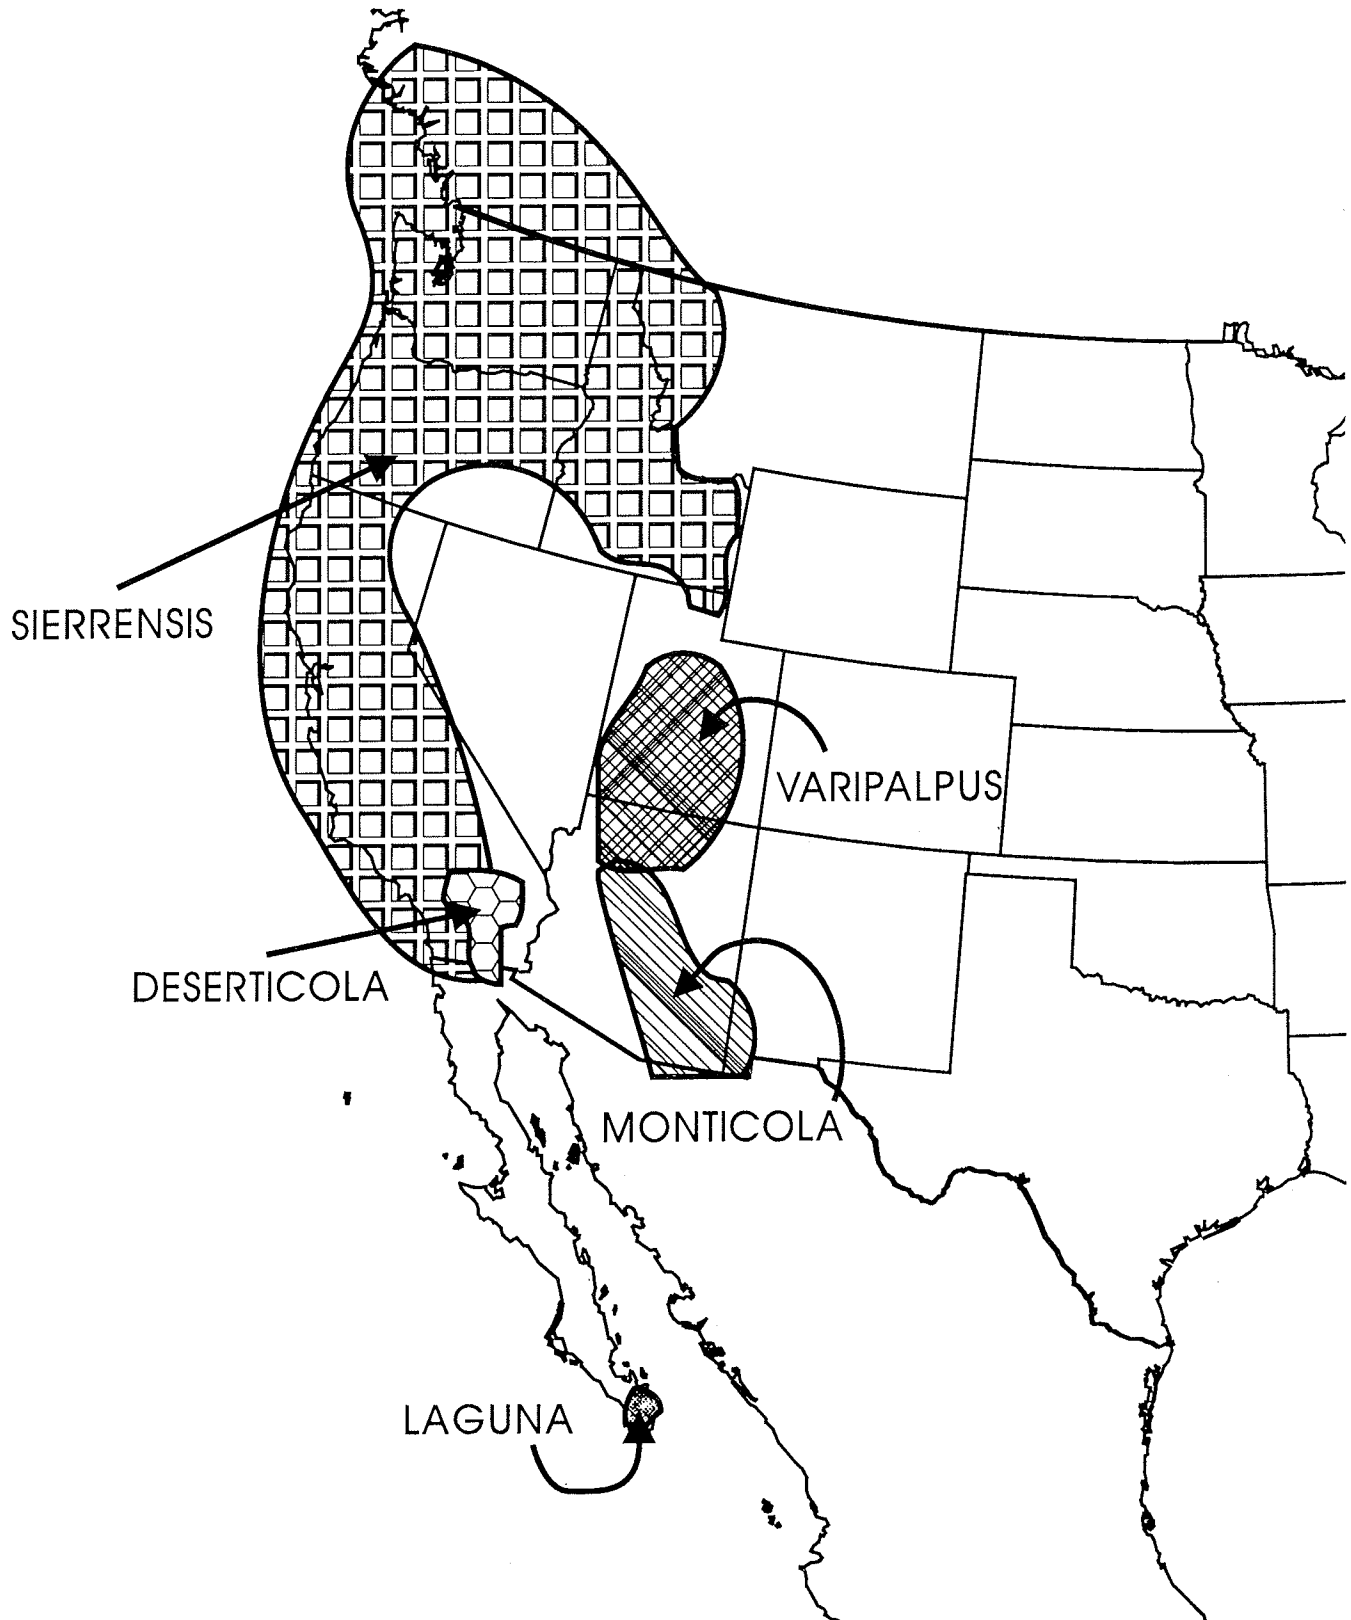 SIERRENSIS
VARIPALPUS
DESERTICOLA
MONTICOLA
LAGUNA